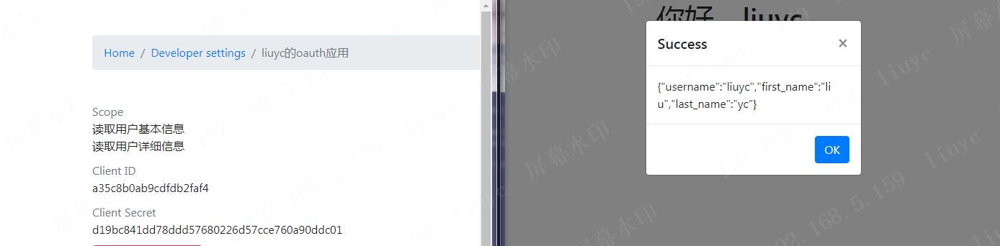 Home / Developer settings / liuyc的oauth应用
Scope
读取用户基本信息
读取用户详细信息
Client ID
a35c8b0ab9cdfdb2faf4
Client Secret
d19bc841dd78ddd57680226d57cce760a90ddc01
你好，liuyc
Success ×
{"username":"liuyc","first_name":"li
u","last_name":"yc"}
OK
屏幕水印
192.168.5.159
liuyc